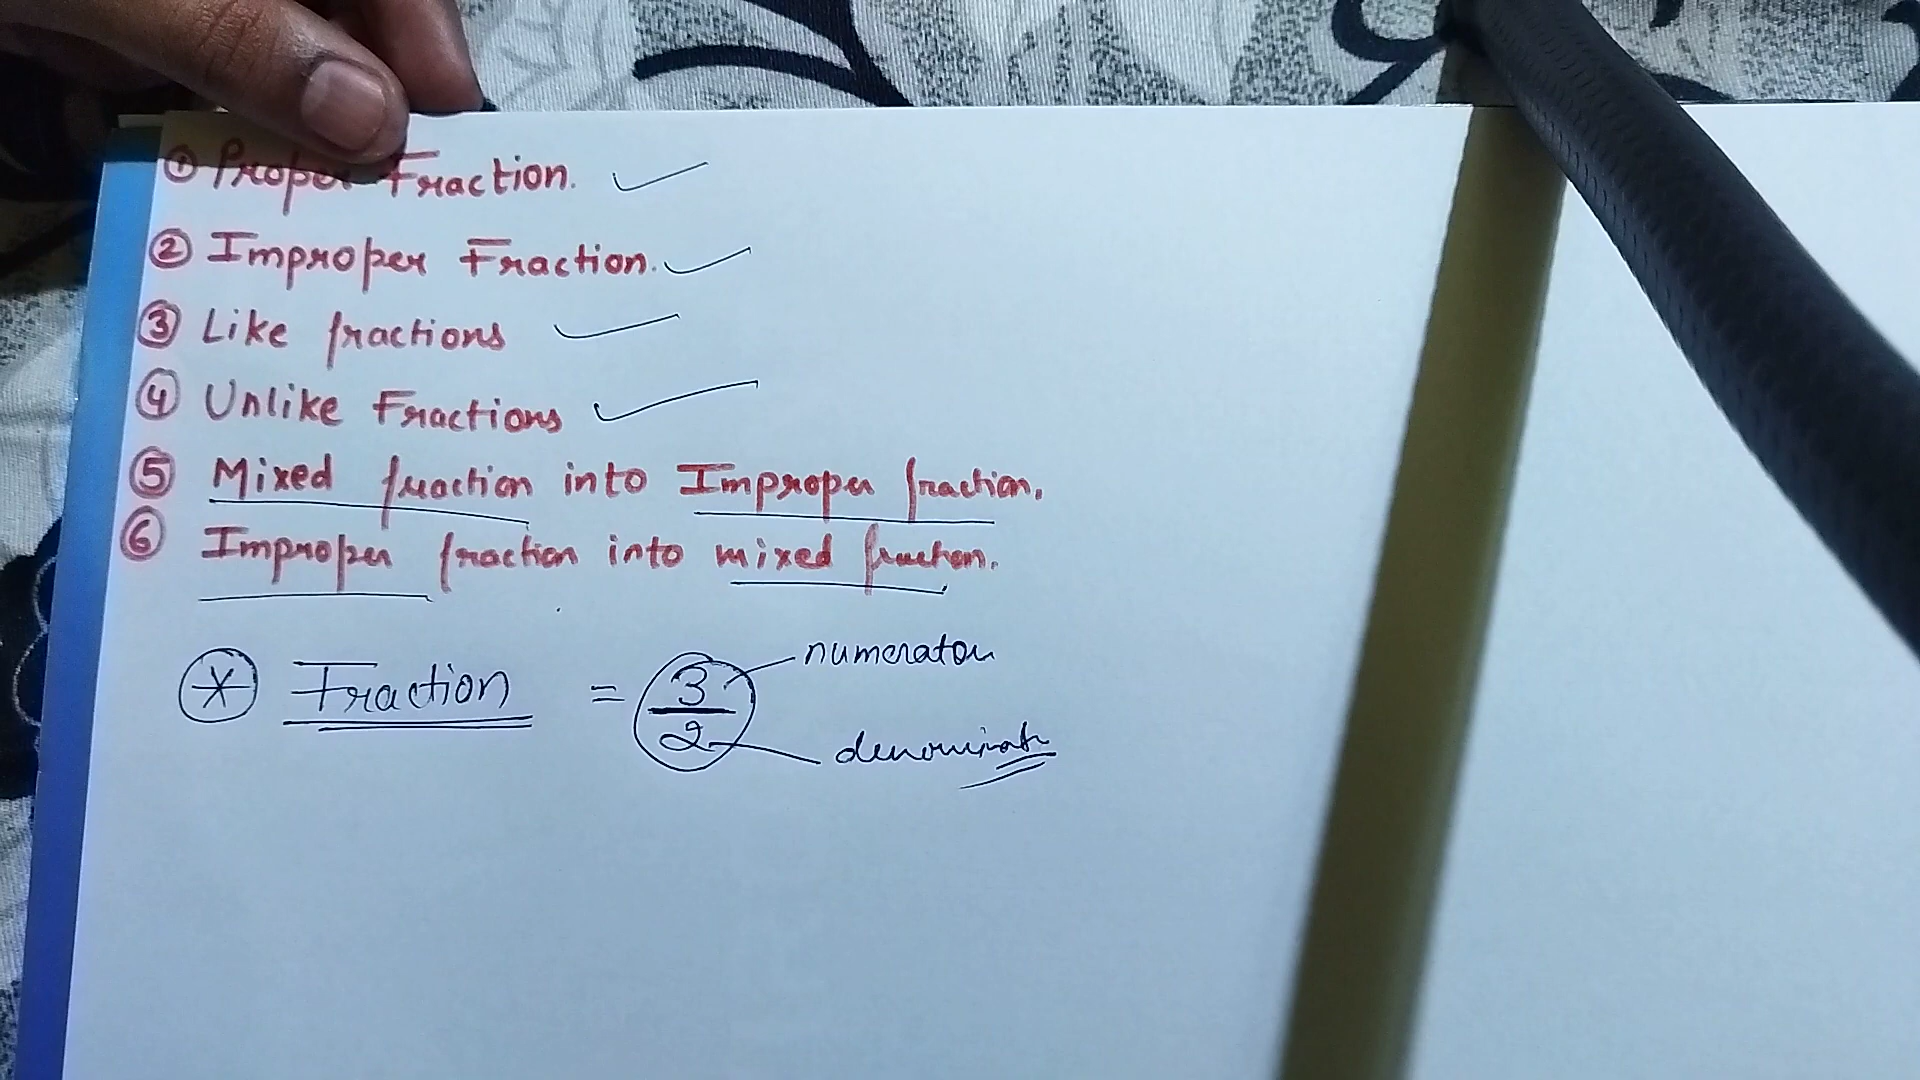 ① Proper Fraction.
② Improper Fraction.
③ Like fractions
④ Unlike Fractions
⑤ Mixed fraction into Improper fraction.
⑥ Improper fraction into mixed fraction.
* Fraction = 3/2
numerator
denominator